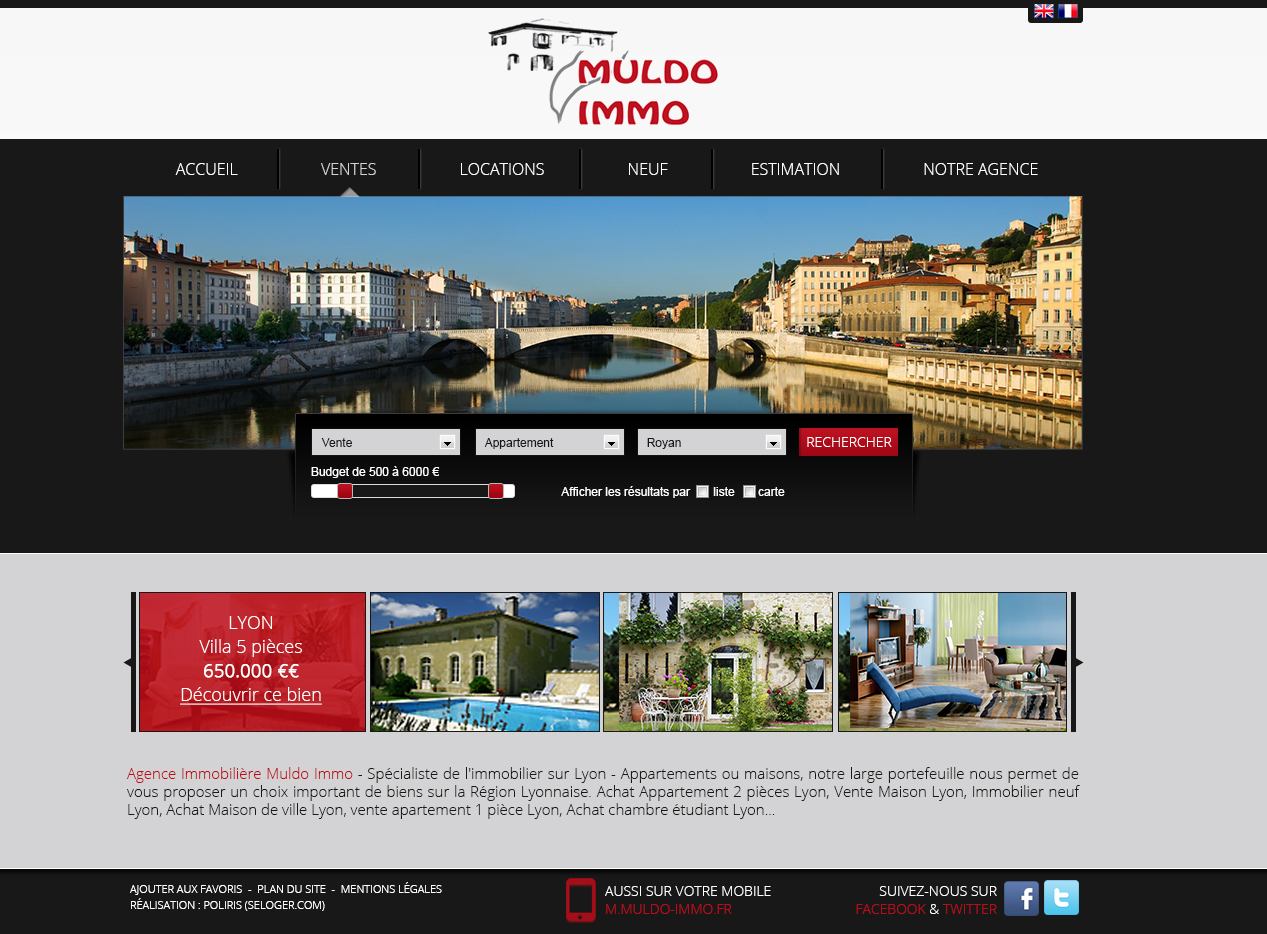 MULDO
IMMO
ACCUEIL VENTES LOCATIONS NEUF ESTIMATION NOTRE AGENCE
Vente Appartement Royan RECHERCHER
Budget de 500 à 6000 €
Afficher les résultats par liste carte
LYON
Villa 5 pièces
650.000 €€
Découvrir ce bien
Agence Immobilière Muldo Immo - Spécialiste de l'immobilier sur Lyon - Appartements ou maisons, notre large portefeuille nous permet de
vous proposer un choix important de biens sur la Région Lyonnaise. Achat Appartement 2 pièces Lyon, Vente Maison Lyon, Immobilier neuf
Lyon, Achat Maison de ville Lyon, vente apartement 1 pièce Lyon, Achat chambre étudiant Lyon...
AJOUTER AUX FAVORIS - PLAN DU SITE - MENTIONS LÉGALES
RÉALISATION : POLIRIS (SELOGER.COM)
AUSSI SUR VOTRE MOBILE
M.MULDO-IMMO.FR
SUIVEZ-NOUS SUR
FACEBOOK & TWITTER